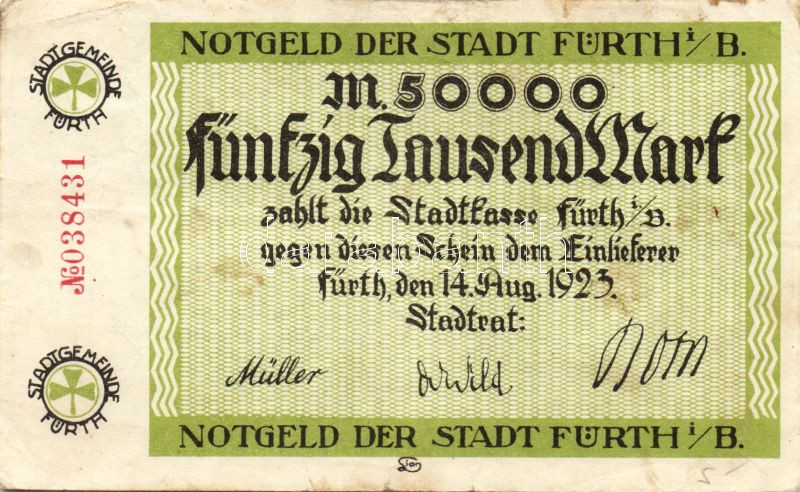 NOTGELD DER STADT FÜRTH i/B.
STADTGEMEINDE FÜRTH
M. 50000
Fünfzig Tausend Mark
zahlt die Stadtkasse Fürth i/B.
gegen diesen Schein dem Einlieferer
Fürth, den 14. Aug. 1923.
Stadtrat:
№038431
Müller
STADTGEMEINDE FÜRTH
NOTGELD DER STADT FÜRTH i/B.